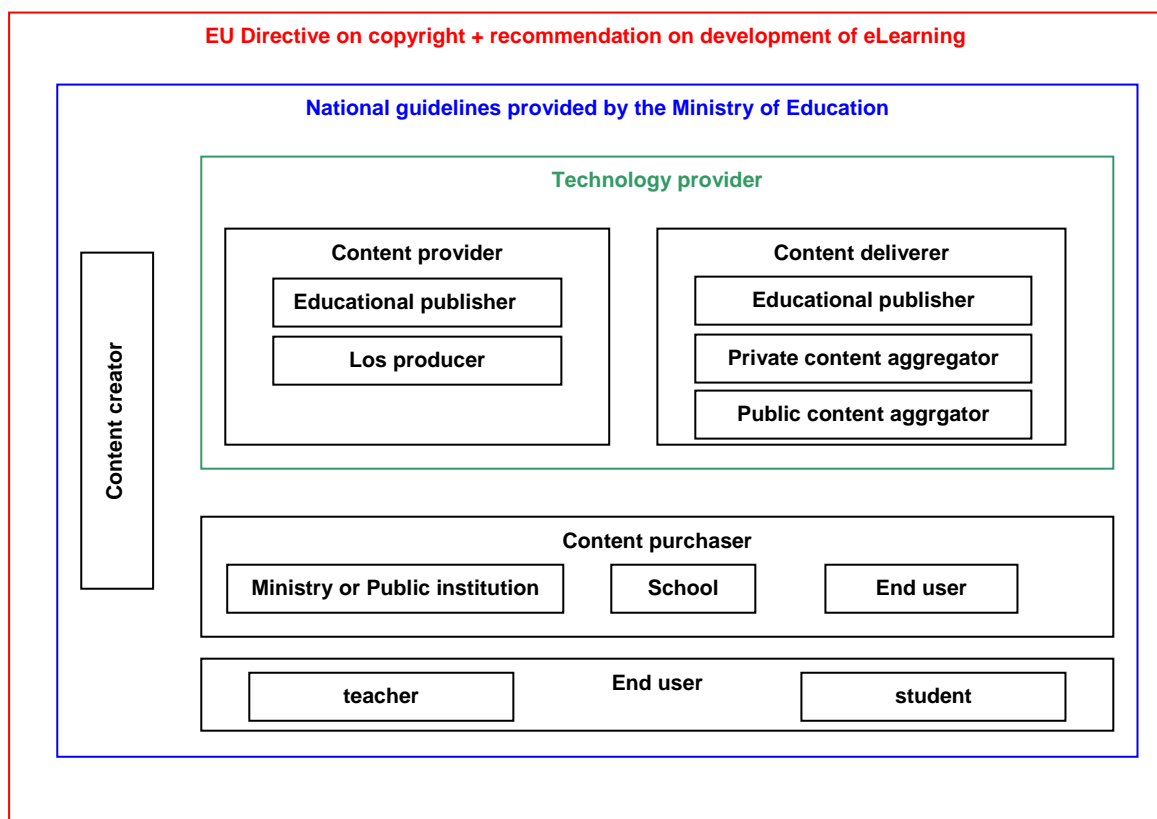 EU Directive on copyright + recommendation on development of eLearning
National guidelines provided by the Ministry of Education
Technology provider
Content creator
Content provider
Educational publisher
Los producer
Content deliverer
Educational publisher
Private content aggregator
Public content aggrgator
Content purchaser
Ministry or Public institution
School
End user
End user
teacher
student